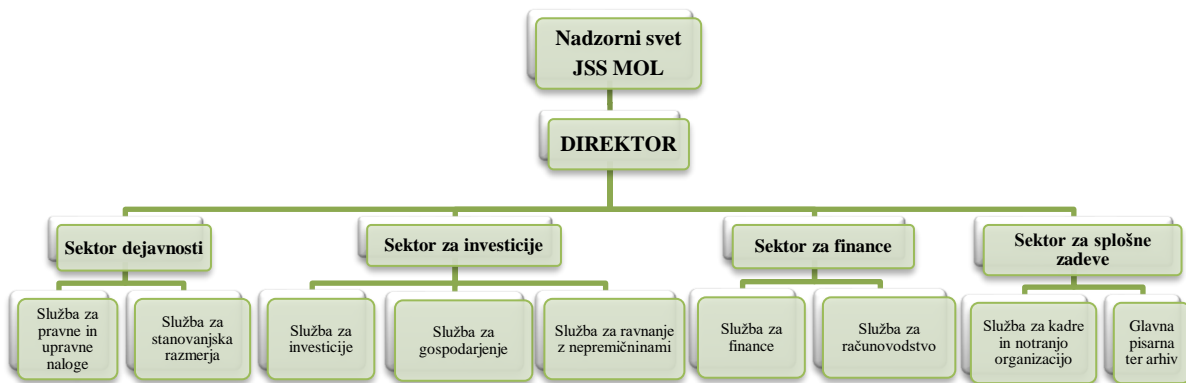 Nadzorni svet
JSS MOL
DIREKTOR
Sektor dejavnosti
Sektor za investicije
Sektor za finance
Sektor za splošne
zadeve
Služba za
pravne in
upravne
naloge
Služba za
stanovanjska
razmerja
Služba za
investicije
Služba za
gospodarjenje
Služba za ravnanje
z nepremičninami
Služba za
finance
Služba za
računovodstvo
Služba za kadre
in notranjo
organizacijo
Glavna
pisarna
ter arhiv